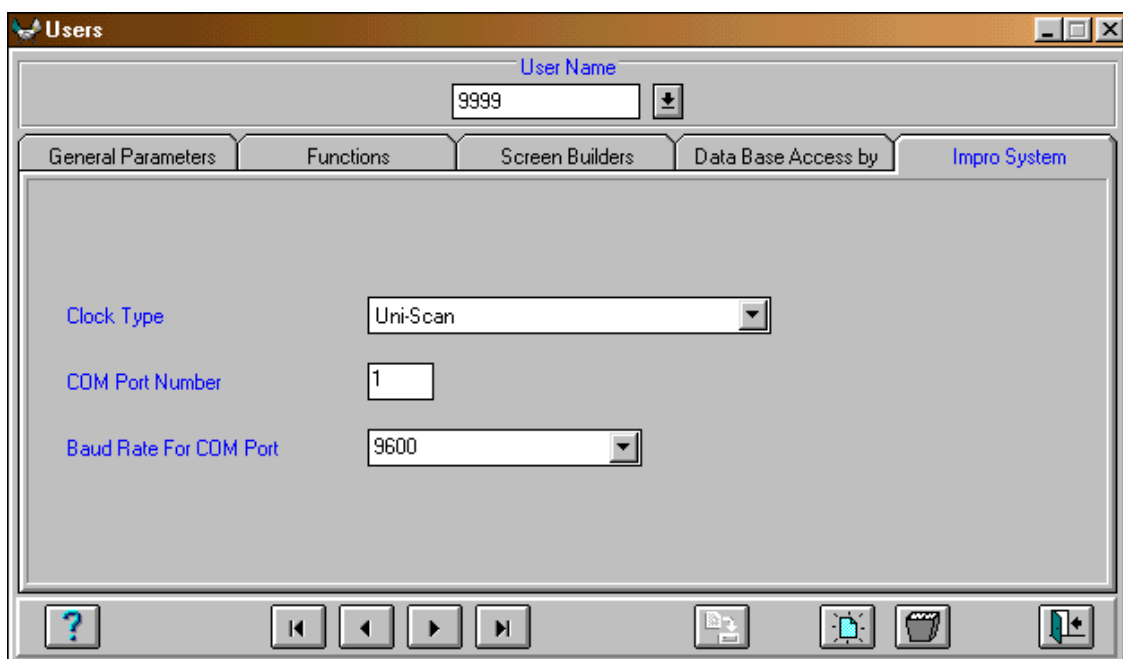 Users
User Name
9999
General Parameters
Functions
Screen Builders
Data Base Access by
Impro System
Clock Type
Uni-Scan
COM Port Number
1
Baud Rate For COM Port
9600
?